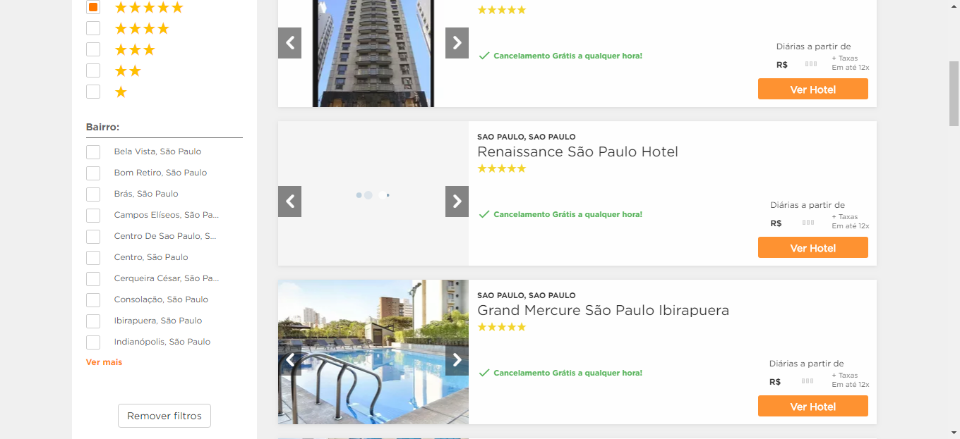 Bairro:
Bela Vista, São Paulo
Bom Retiro, São Paulo
Brás, São Paulo
Campos Elíseos, São Pa...
Centro De Sao Paulo, S...
Centro, São Paulo
Cerqueira César, São Pa...
Consolação, São Paulo
Ibirapuera, São Paulo
Indianópolis, São Paulo
Ver mais
Remover filtros
Cancelamento Grátis a qualquer hora!
Diárias a partir de
R$
+ Taxas
Em até 12x
Ver Hotel
SAO PAULO, SAO PAULO
Renaissance São Paulo Hotel
Cancelamento Grátis a qualquer hora!
Diárias a partir de
R$
+ Taxas
Em até 12x
Ver Hotel
SAO PAULO, SAO PAULO
Grand Mercure São Paulo Ibirapuera
Cancelamento Grátis a qualquer hora!
Diárias a partir de
R$
+ Taxas
Em até 12x
Ver Hotel